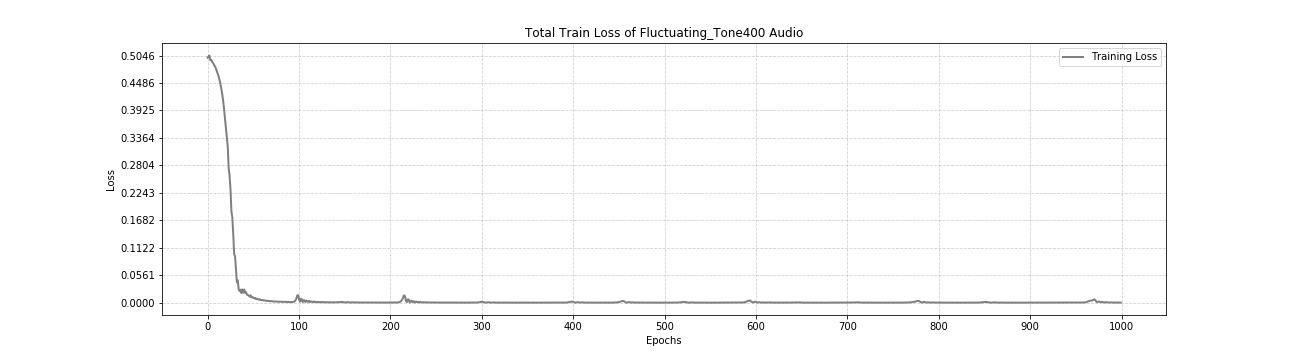 Total Train Loss of Fluctuating_Tone400 Audio
Training Loss
Loss
0.5046
0.4486
0.3925
0.3364
0.2804
0.2243
0.1682
0.1122
0.0561
0.0000
0 100 200 300 400 500 600 700 800 900 1000
Epochs